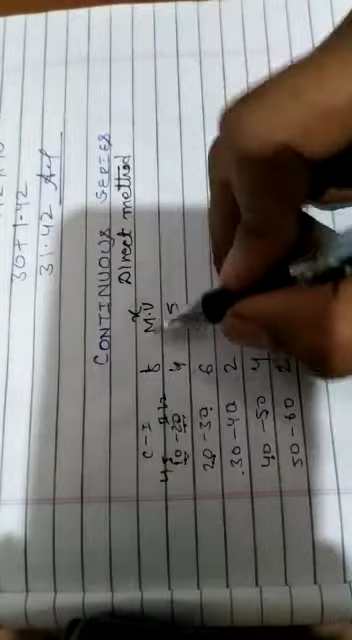 30+1.42
31.42 Ans
CONTINUOUS SERIES
Direct method
x
C-I f M.V
10-20 4 5
20-30 6
30-40 2
40-50 4
50-60 2